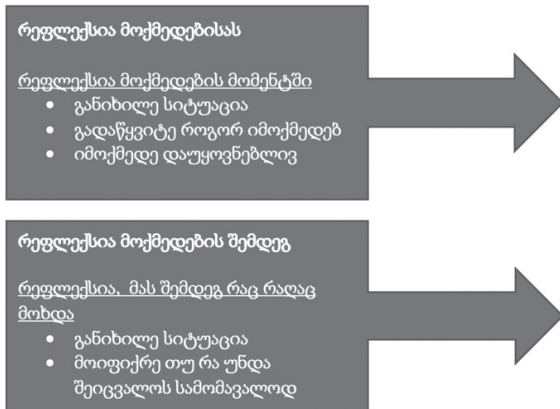 რეფლექსია მოქმედებისას
რეფლექსია მოქმედების მომენტში
• განიხილე სიტუაცია
• გადაწყვიტე როგორ იმოქმედებ
• იმოქმედე დაუყოვნებლივ
რეფლექსია მოქმედების შემდეგ
რეფლექსია, მას შემდეგ რაც რაღაც
მოხდა
• განიხილე სიტუაცია
• მოიფიქრე თუ რა უნდა
შეიცვალოს სამომავალოდ